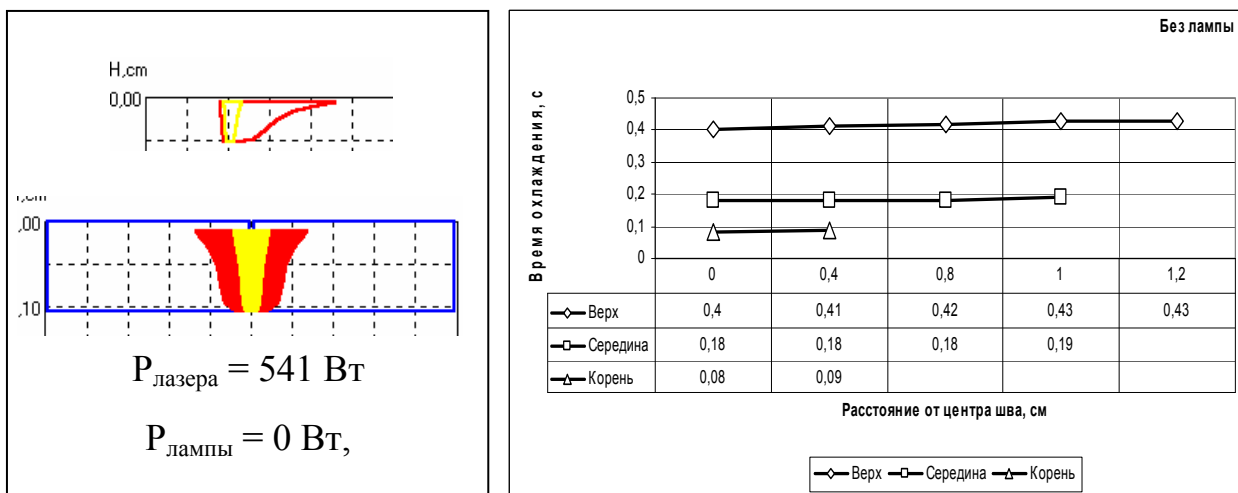 H,cm
0,00
,cm
,00
,10
Pлазера = 541 Вт
Pлампы = 0 Вт,
Без лампы
Время охлаждения, с
0,5
0,4
0,3
0,2
0,1
0
0 0,4 0,8 1 1,2
Верх 0,4 0,41 0,42 0,43 0,43
Середина 0,18 0,18 0,18 0,19
Корень 0,08 0,09
Расстояние от центра шва, см
Верх Середина Корень